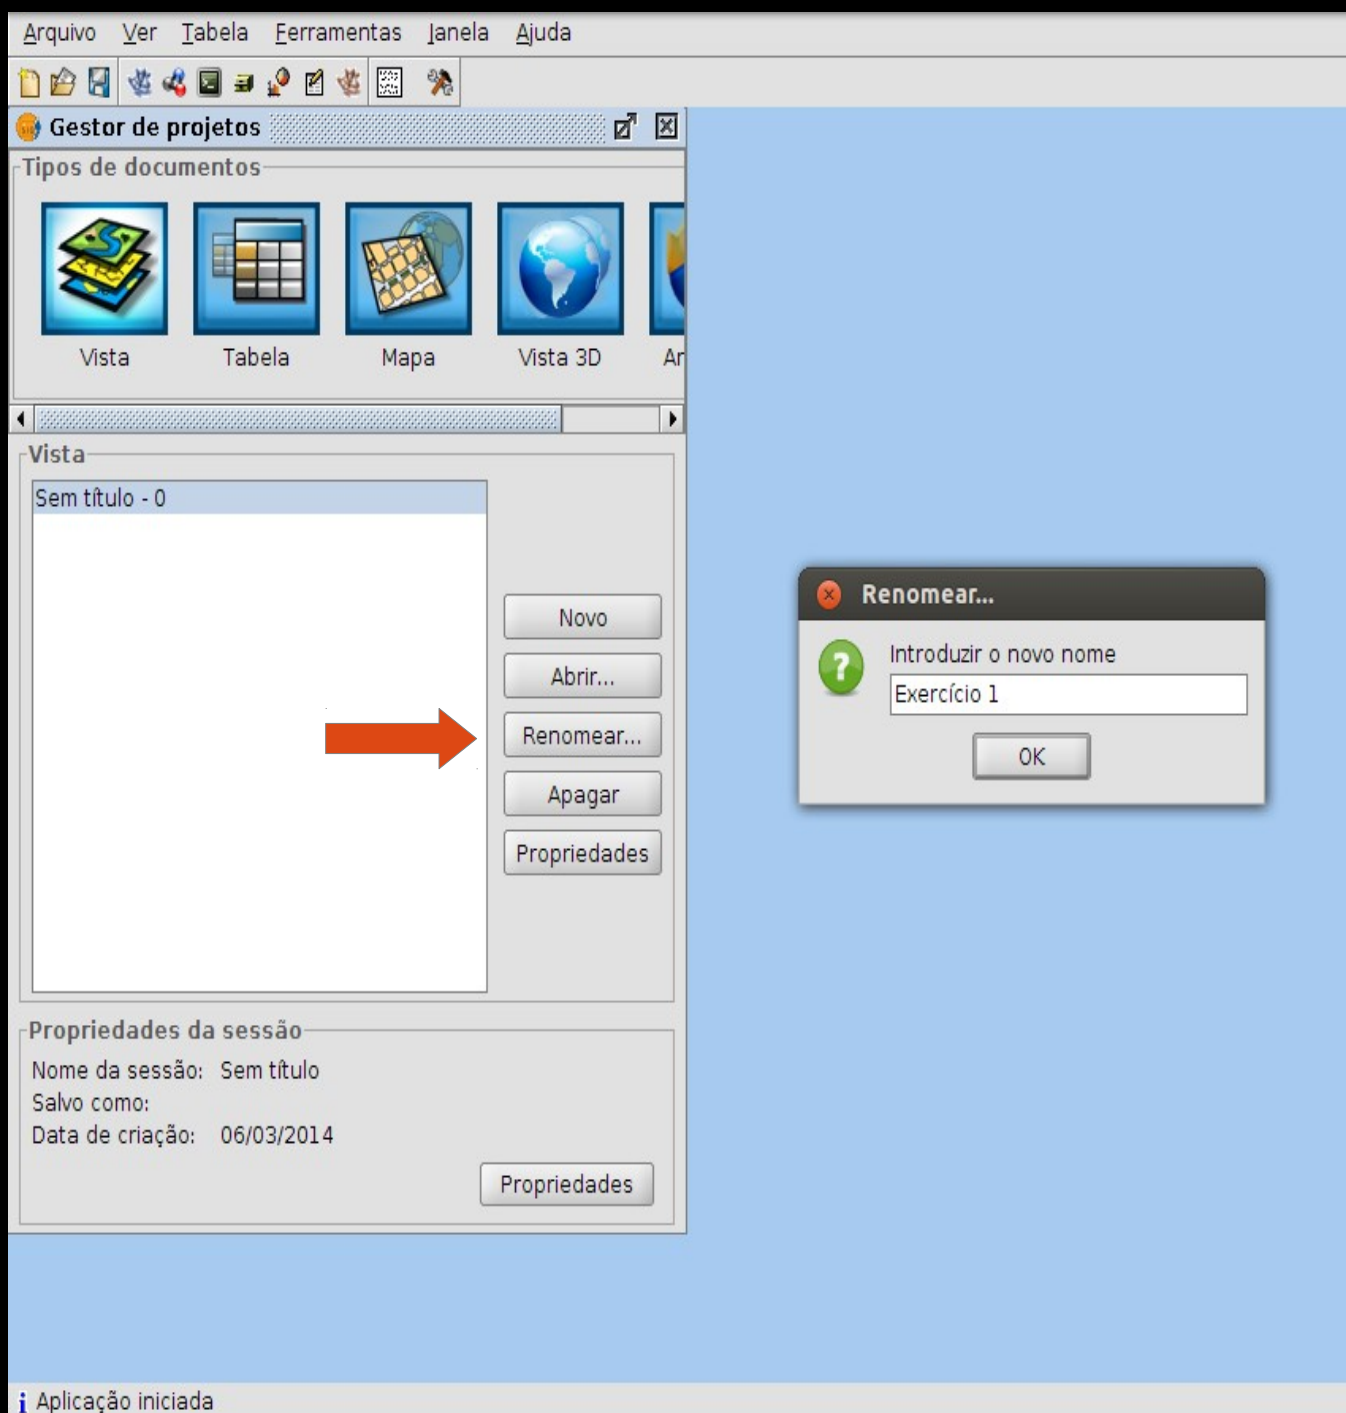 Arquivo Ver Tabela Ferramentas Janela Ajuda
Gestor de projetos
Tipos de documentos
Vista Tabela Mapa Vista 3D Ar
Vista
Sem título - 0
Novo
Abrir...
Renomear...
Apagar
Propriedades
Renomear...
Introduzir o novo nome
Exercício 1
OK
Propriedades da sessão
Nome da sessão: Sem título
Salvo como:
Data de criação: 06/03/2014
Propriedades
Aplicação iniciada